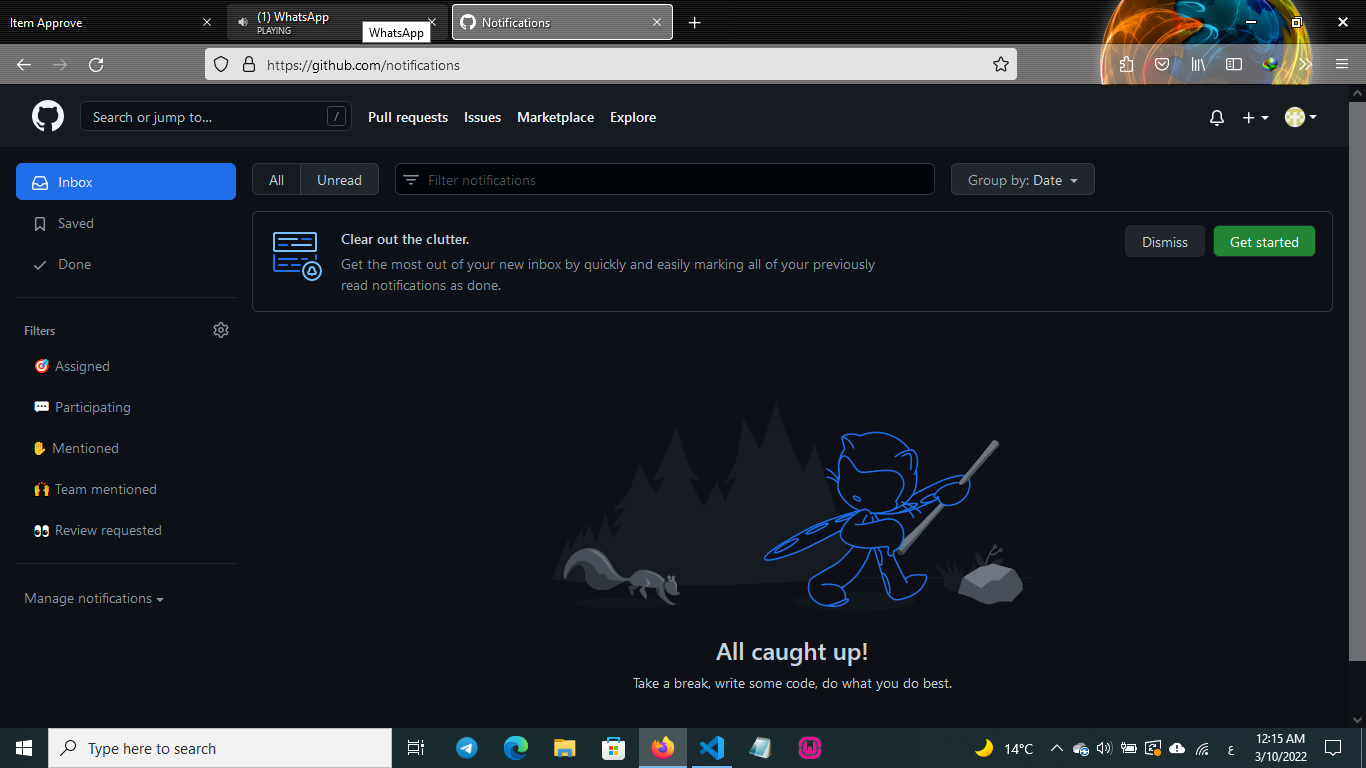 Item Approve
(1) WhatsApp
PLAYING
WhatsApp
Notifications
https://github.com/notifications
Search or jump to...
/
Pull requests
Issues
Marketplace
Explore
Inbox
Saved
Done
Filters
Assigned
Participating
Mentioned
Team mentioned
Review requested
Manage notifications
All
Unread
Filter notifications
Group by: Date
Clear out the clutter.
Get the most out of your new inbox by quickly and easily marking all of your previously
read notifications as done.
Dismiss
Get started
All caught up!
Take a break, write some code, do what you do best.
Type here to search
14°C
ع
12:15 AM
3/10/2022